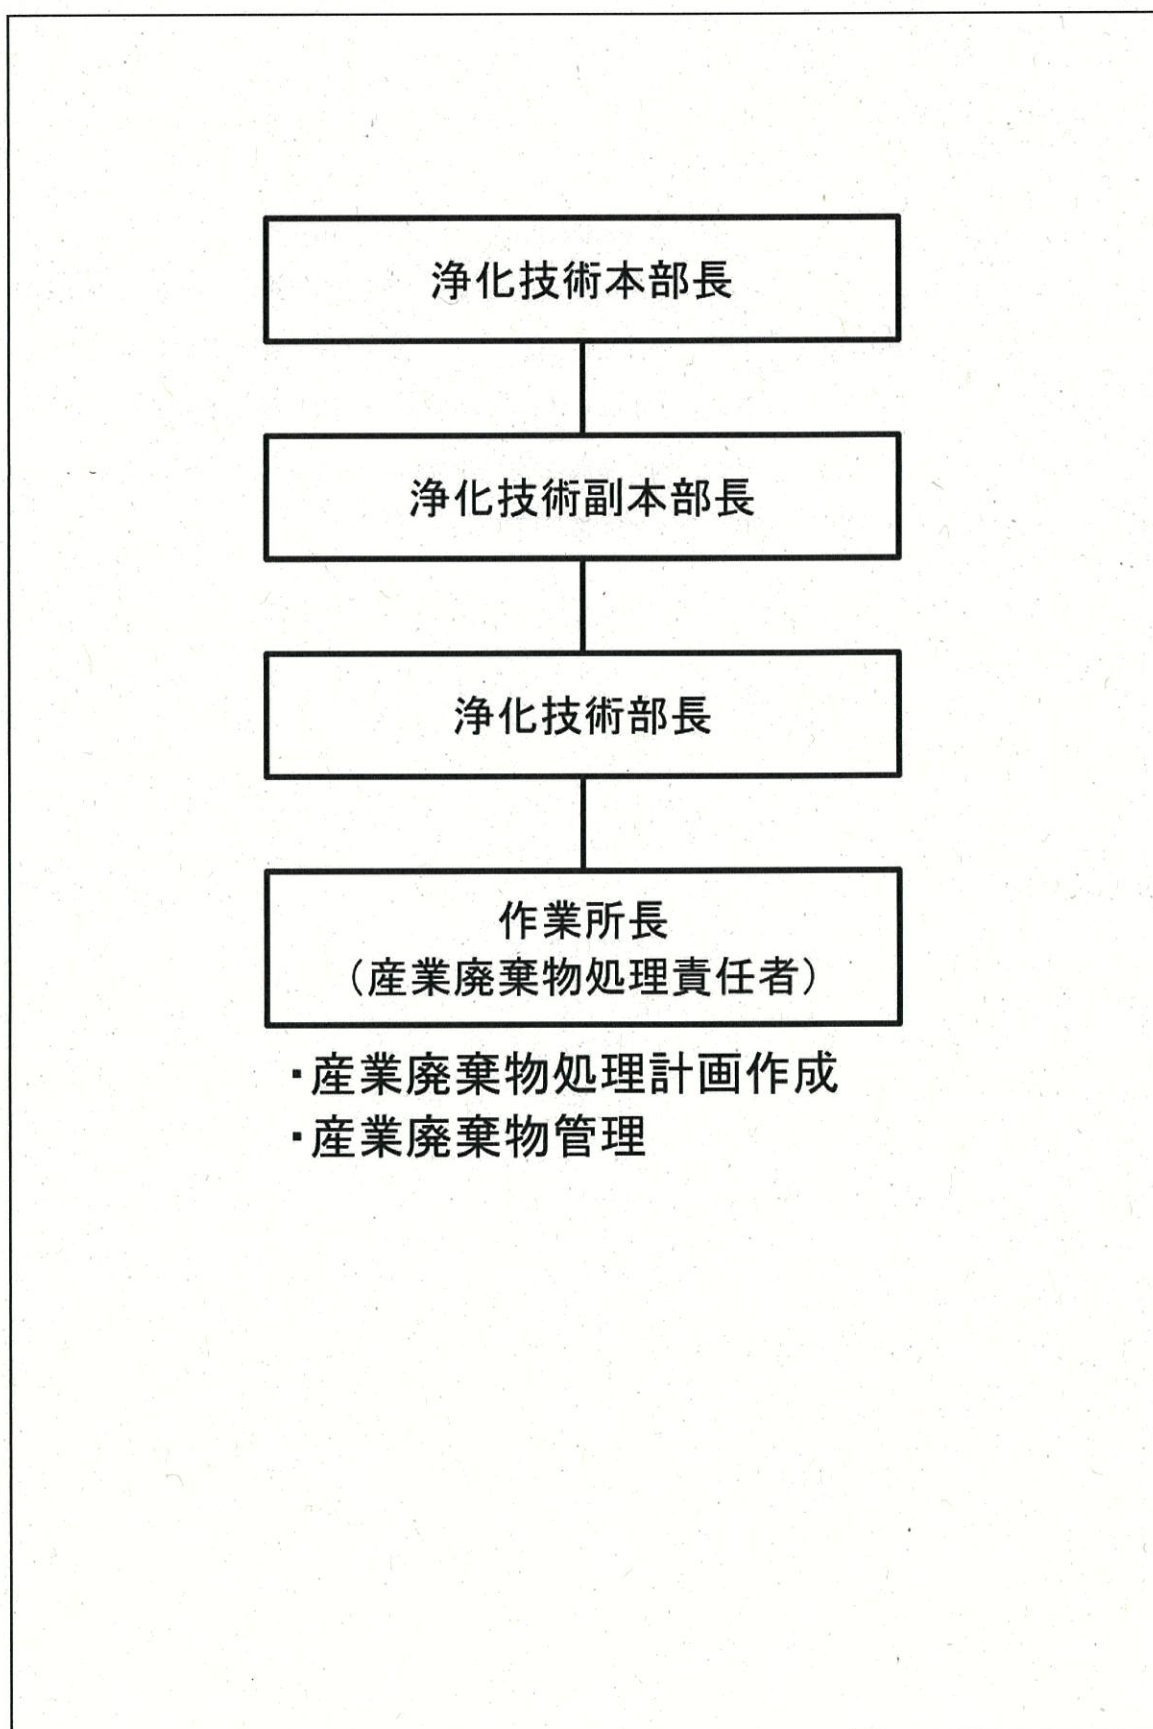 浄化技術本部長
浄化技術副本部長
浄化技術部長
作業所長
（産業廃棄物処理責任者）
・産業廃棄物処理計画作成
・産業廃棄物管理